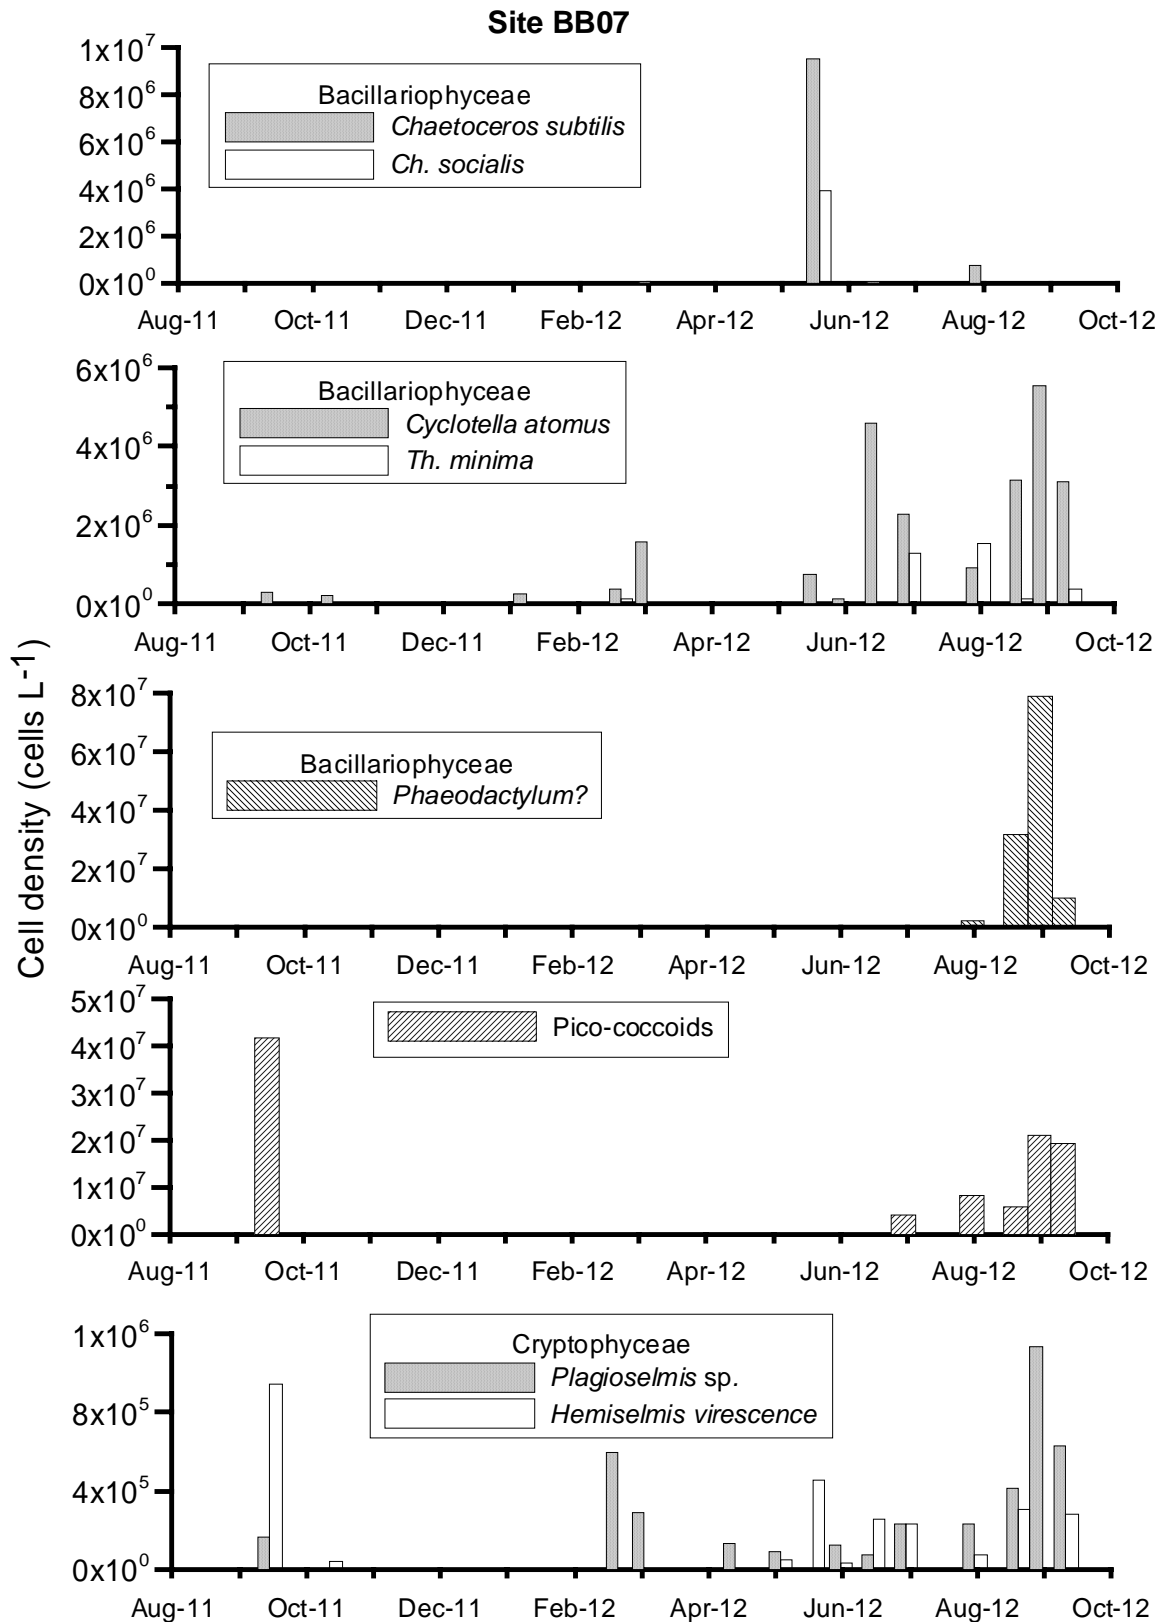 Site BB07
Cell density (cells L-1)
1x10^7
8x10^6
6x10^6
4x10^6
2x10^6
0x10^0
Bacillariophyceae
Chaetoceros subtilis
Ch. socialis
Aug-11 Oct-11 Dec-11 Feb-12 Apr-12 Jun-12 Aug-12 Oct-12
6x10^6
4x10^6
2x10^6
0x10^0
Bacillariophyceae
Cyclotella atomus
Th. minima
Aug-11 Oct-11 Dec-11 Feb-12 Apr-12 Jun-12 Aug-12 Oct-12
8x10^7
6x10^7
4x10^7
2x10^7
0x10^0
Bacillariophyceae
Phaeodactylum?
Aug-11 Oct-11 Dec-11 Feb-12 Apr-12 Jun-12 Aug-12 Oct-12
5x10^7
4x10^7
3x10^7
2x10^7
1x10^7
0x10^0
Pico-coccoids
Aug-11 Oct-11 Dec-11 Feb-12 Apr-12 Jun-12 Aug-12 Oct-12
1x10^6
8x10^5
4x10^5
0x10^0
Cryptophyceae
Plagioselmis sp.
Hemiselmis virescence
Aug-11 Oct-11 Dec-11 Feb-12 Apr-12 Jun-12 Aug-12 Oct-12